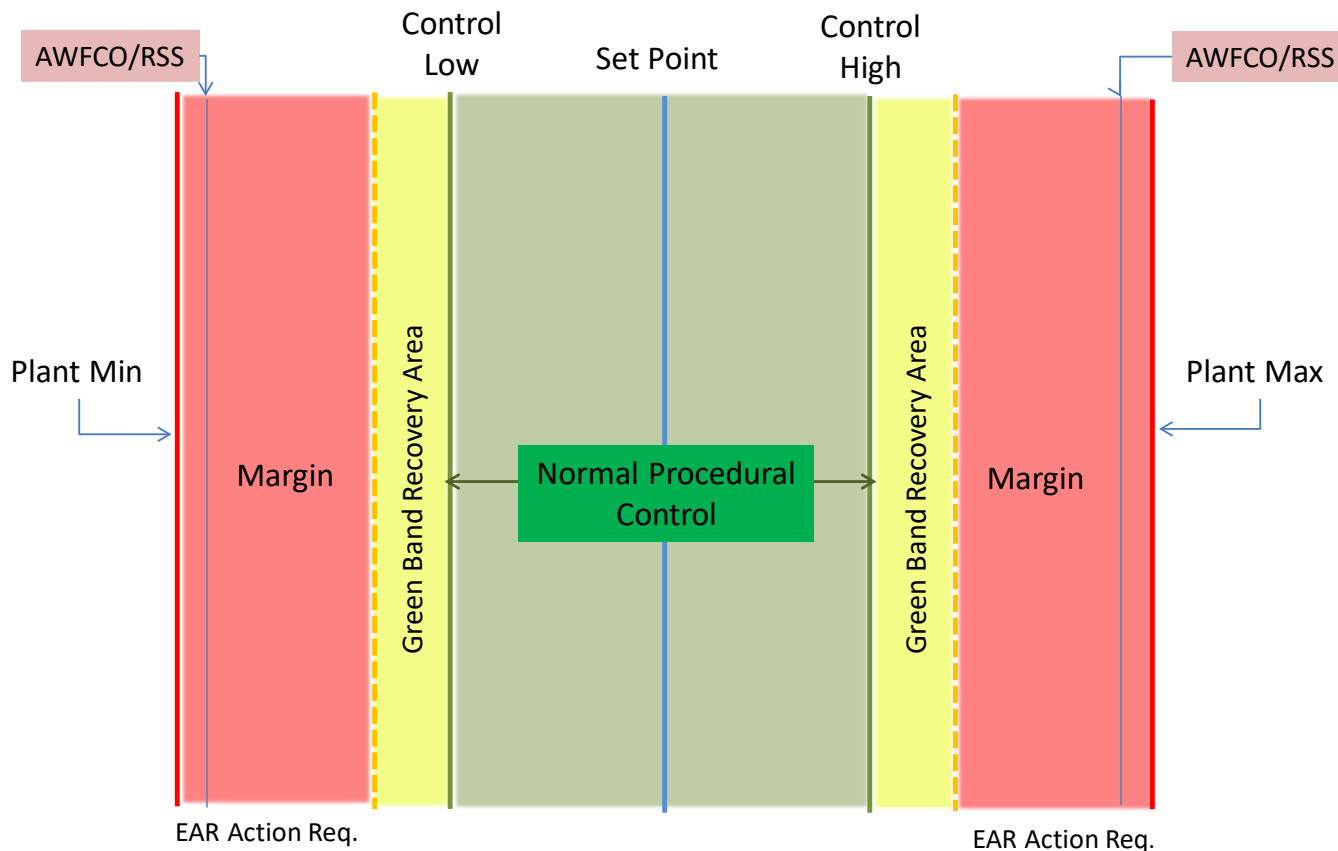 AWFCO/RSS
Control
Low
Set Point
Control
High
AWFCO/RSS
Plant Min
Margin
Green Band Recovery Area
Normal Procedural
Control
Green Band Recovery Area
Margin
Plant Max
EAR Action Req.
EAR Action Req.